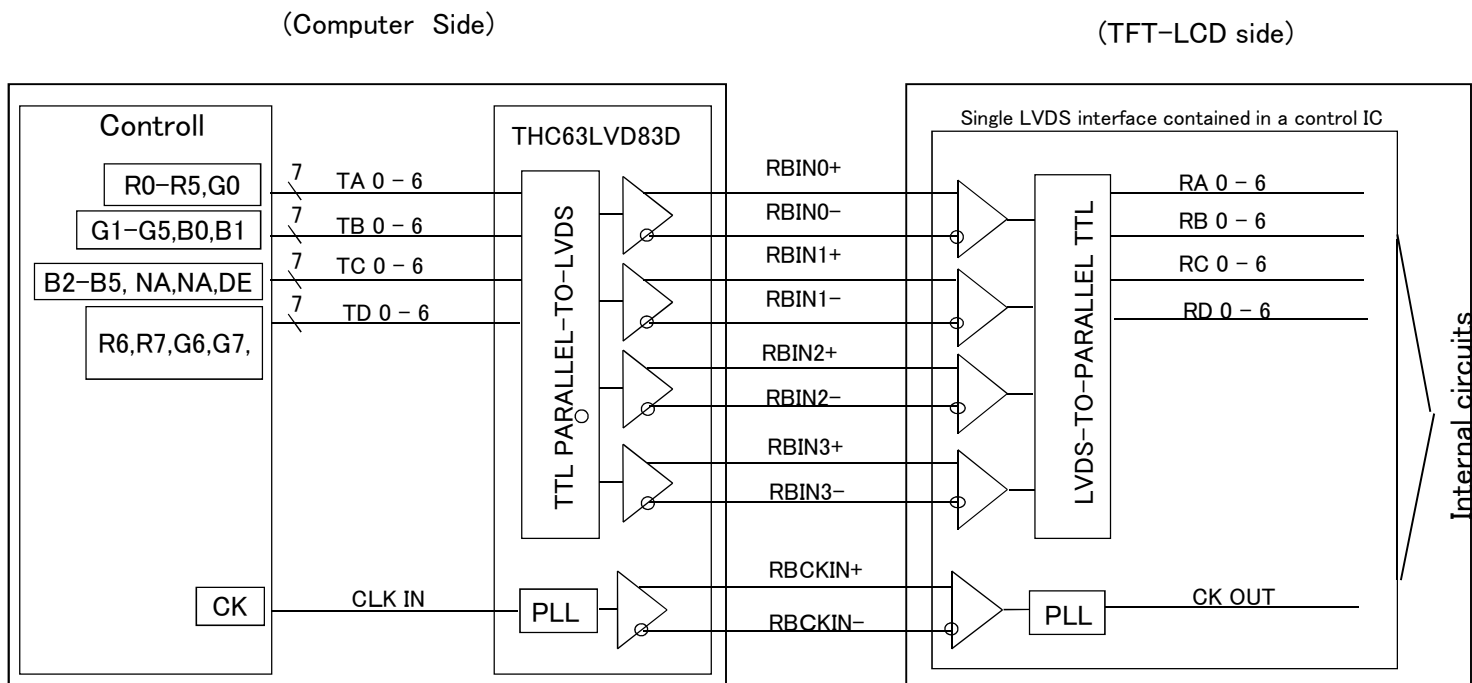 (Computer Side)
(TFT-LCD side)
Controll
THC63LVD83D
Single LVDS interface contained in a control IC
R0-R5,G0
7
TA 0 - 6
RBIN0+
RA 0 - 6
G1-G5,B0,B1
7
TB 0 - 6
RBIN0-
RB 0 - 6
B2-B5, NA,NA,DE
7
TC 0 - 6
RBIN1+
RC 0 - 6
R6,R7,G6,G7,
7
TD 0 - 6
RBIN1-
RD 0 - 6
TTL PARALLEL-TO-LVDS
RBIN2+
RBIN2-
RBIN3+
RBIN3-
LVDS-TO-PARALLEL TTL
Internal circuits
CK
CLK IN
PLL
RBCKIN+
RBCKIN-
PLL
CK OUT